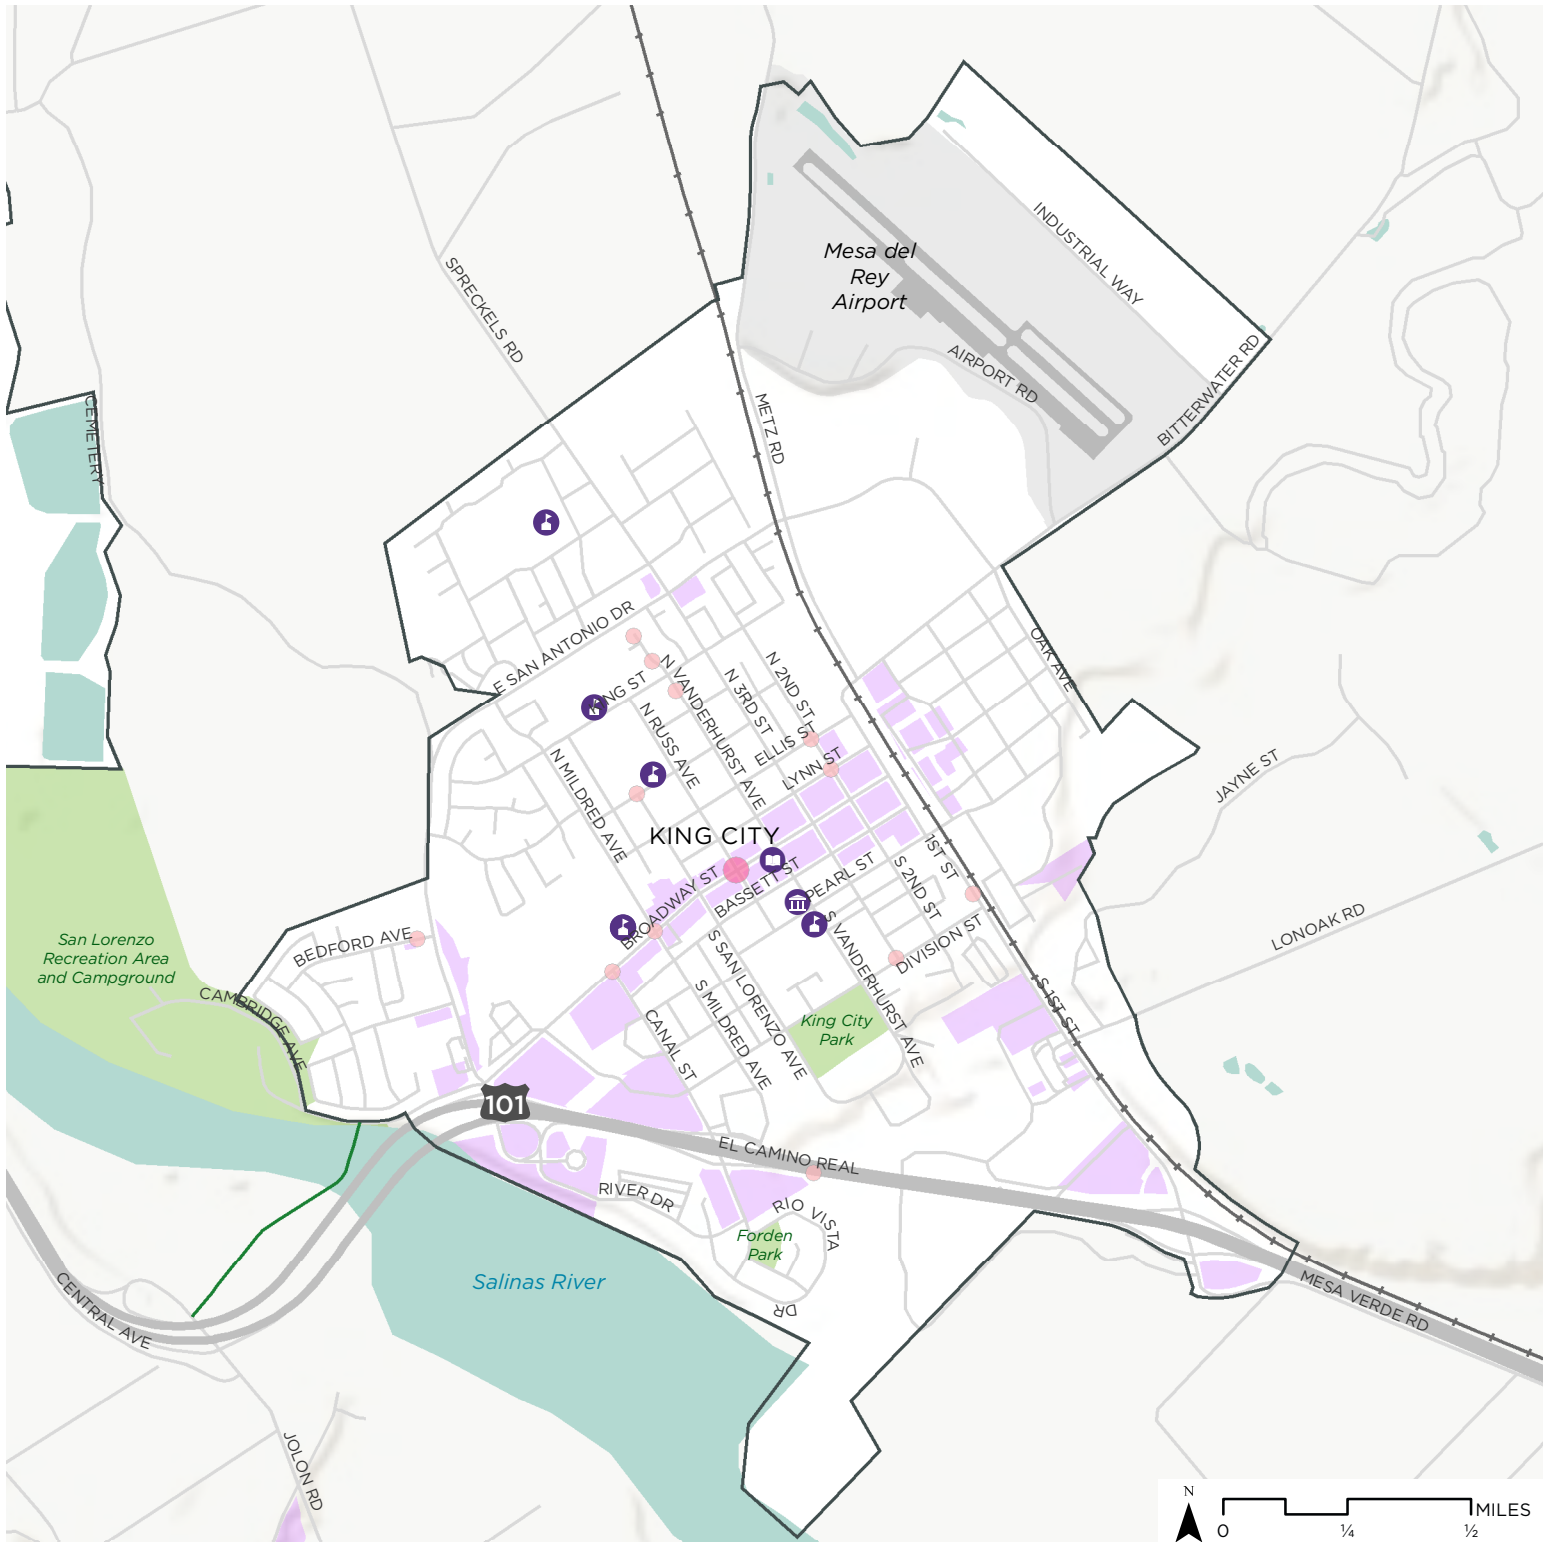 INDUSTRIAL WAY
Mesa del
Rey
Airport
SPRECKELS RD
BITTERWATER RD
AIRPORT RD
METZ RD
CEMETERY
E SAN ANTONIO DR
OAK AVE
KING ST
N VANDERHURST AVE
N 3RD ST
N 2ND ST
N RUSS AVE
ELLIS ST
LYNN ST
N MILDRED AVE
JAYNE ST
KING CITY
1ST ST
BROADWAY ST
BASSETT ST
PEARL ST
S 2ND ST
LONOAK RD
BEDFORD AVE
San Lorenzo
Recreation Area
and Campground
DIVISION ST
S VANDERHURST AVE
S SAN LORENZO AVE
S MILDRED AVE
CAMBRIDGE AVE
S 1ST ST
CANAL ST
King City
Park
101
EL CAMINO REAL
RIVER DR
RIO VISTA
DR
Forden
Park
Salinas River
CENTRAL AVE
MESA VERDE RD
JOLON RD
N
MILES
0
¼
½